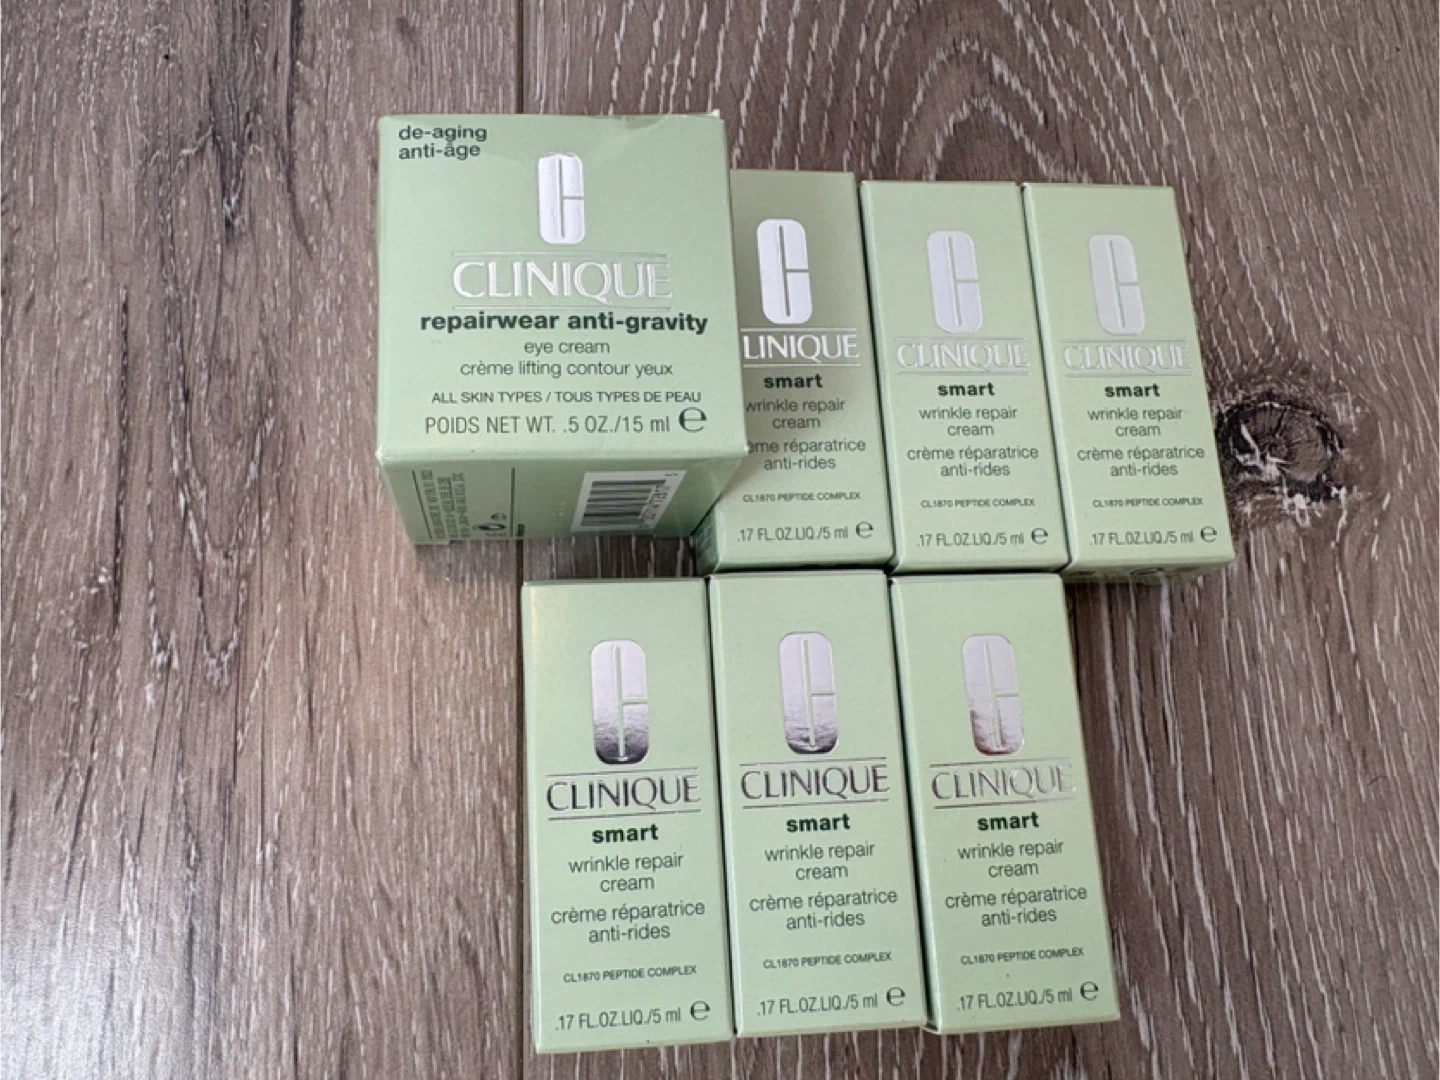 de-aging
anti-âge
CLINIQUE
repairwear anti-gravity
eye cream
crème lifting contour yeux
ALL SKIN TYPES / TOUS TYPES DE PEAU
POIDS NET WT. .5 OZ./15 ml ℮
LINIQUE
smart
wrinkle repair
cream
ème réparatrice
anti-rides
CL1870 PEPTIDE COMPLEX
.17 FL.OZ.LIQ./5 ml ℮
CLINIQUE
smart
wrinkle repair
cream
crème réparatrice
anti-rides
CL1870 PEPTIDE COMPLEX
.17 FL.OZ.LIQ./5 ml ℮
CLINIQUE
smart
wrinkle repair
cream
crème réparatrice
anti-rides
CL1870 PEPTIDE COMPLEX
.17 FL.OZ.LIQ./5 ml ℮
CLINIQUE
smart
wrinkle repair
cream
crème réparatrice
anti-rides
CL1870 PEPTIDE COMPLEX
.17 FL.OZ.LIQ./5 ml ℮
CLINIQUE
smart
wrinkle repair
cream
crème réparatrice
anti-rides
CL1870 PEPTIDE COMPLEX
.17 FL.OZ.LIQ./5 ml ℮
CLINIQUE
smart
wrinkle repair
cream
crème réparatrice
anti-rides
CL1870 PEPTIDE COMPLEX
.17 FL.OZ.LIQ./5 ml ℮